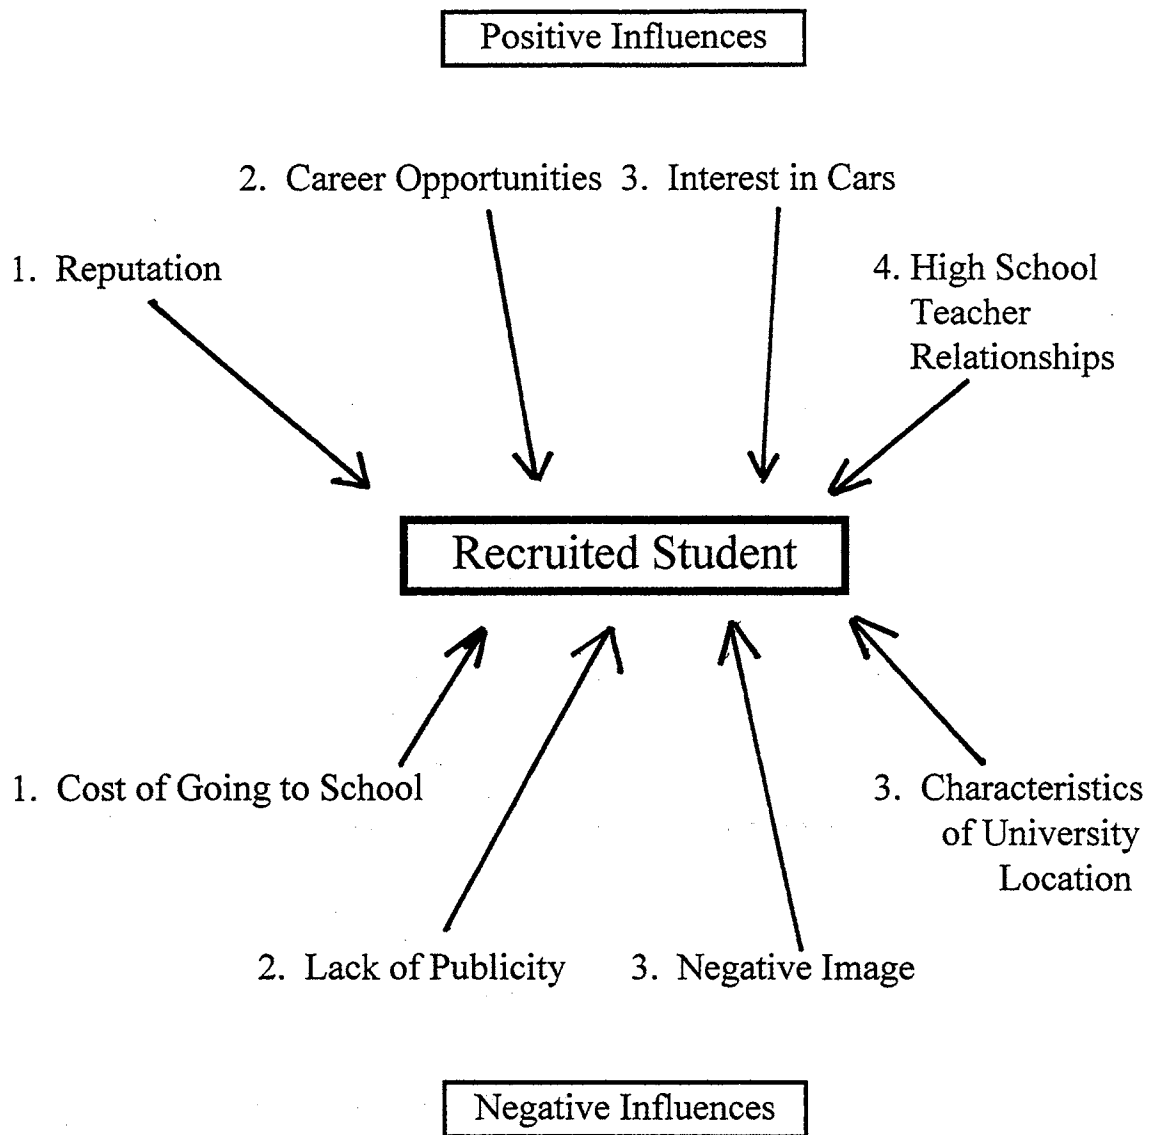 Positive Influences
2. Career Opportunities 3. Interest in Cars
1. Reputation
4. High School
Teacher
Relationships
Recruited Student
1. Cost of Going to School
3. Characteristics
of University
Location
2. Lack of Publicity 3. Negative Image
Negative Influences